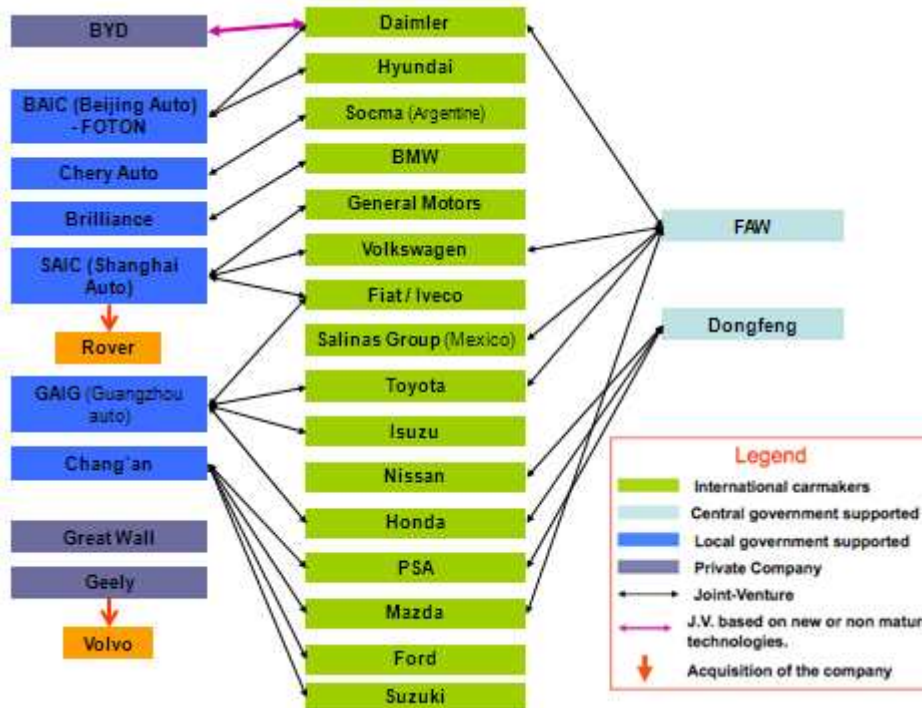 BYD
BAIC (Beijing Auto)
- FOTON
Chery Auto
Brilliance
SAIC (Shanghai
Auto)
Rover
GAIG (Guangzhou
auto)
Chang´an
Great Wall
Geely
Volvo
Daimler
Hyundai
Socma (Argentine)
BMW
General Motors
Volkswagen
Fiat / Iveco
Salinas Group (Mexico)
Toyota
Isuzu
Nissan
Honda
PSA
Mazda
Ford
Suzuki
FAW
Dongfeng
Legend
International carmakers
Central government supported
Local government supported
Private Company
Joint-Venture
J.V. based on new or non matur
technologies.
Acquisition of the company